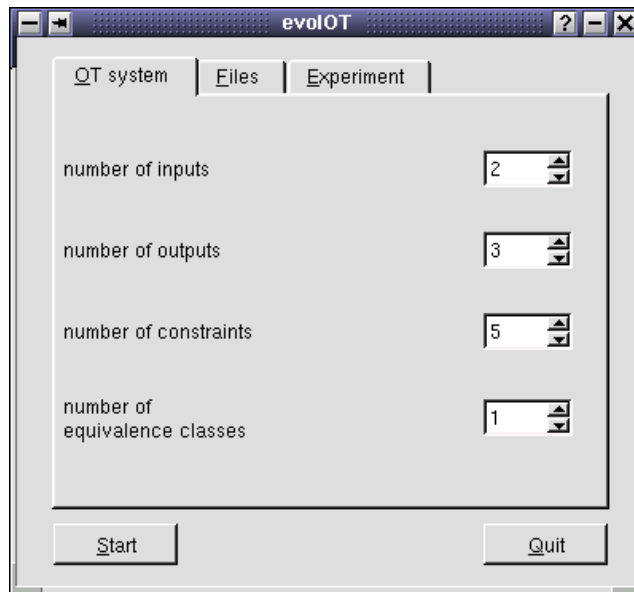 evolOT
OT system
Files
Experiment
number of inputs
2
number of outputs
3
number of constraints
5
number of
equivalence classes
1
Start
Quit